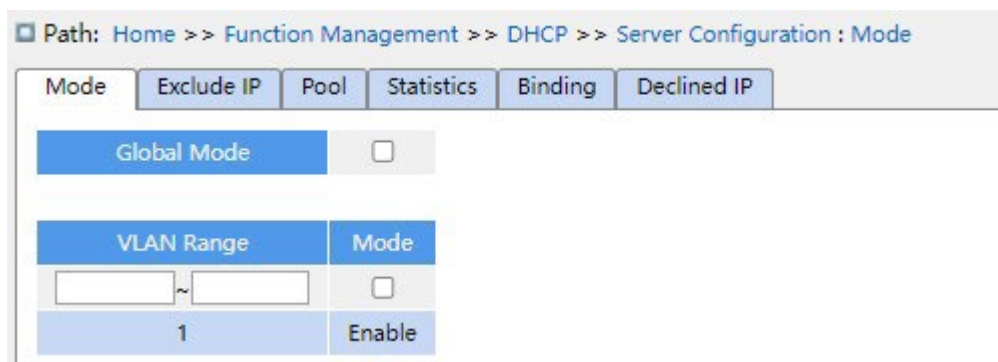 Path: Home >> Function Management >> DHCP >> Server Configuration : Mode
Mode Exclude IP Pool Statistics Binding Declined IP
Global Mode
VLAN Range Mode
~
1 Enable